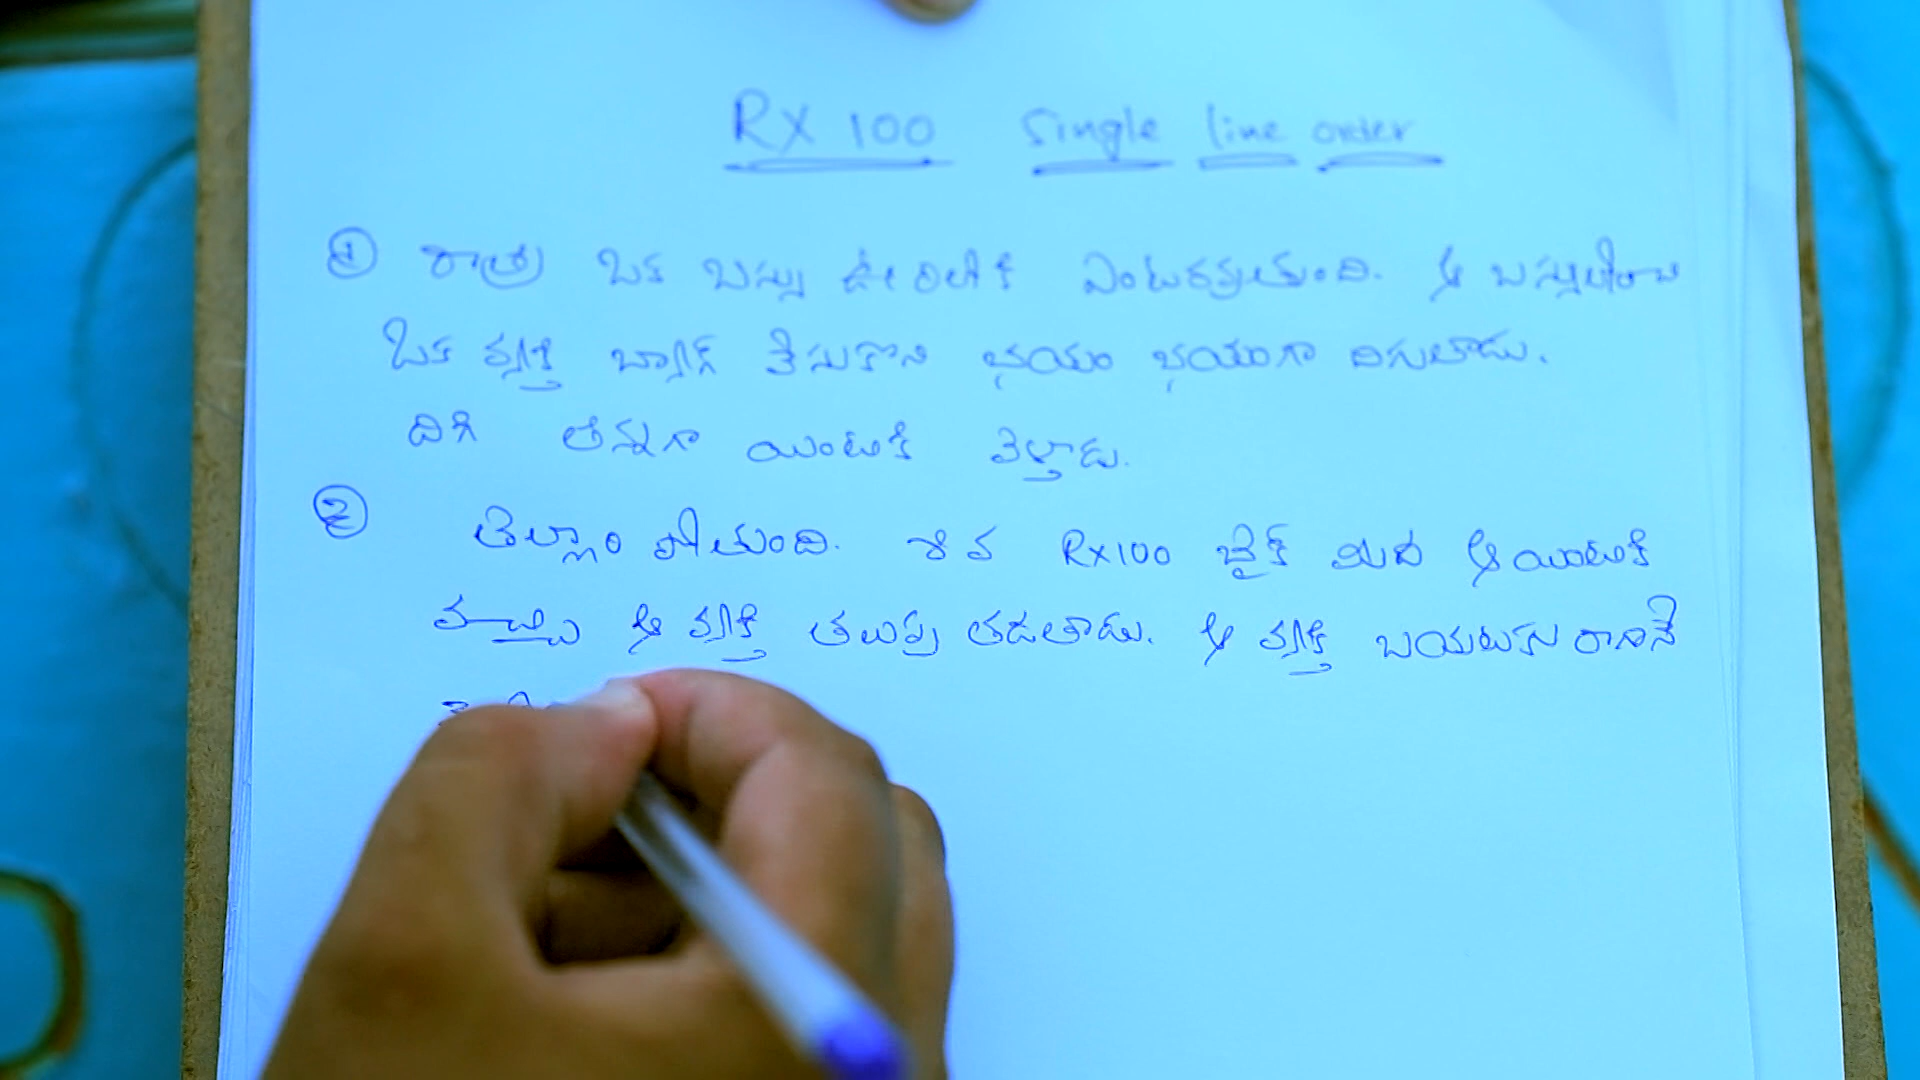 RX 100 Single line order
① రాత్రి ఒక బస్సు ఊరిలోకి ఎంటరవుతుంది. ఆ బస్సులోంచి
ఒక వ్యక్తి బ్యాగ్ వేసుకొని భయం భయంగా దిగుతాడు.
దిగి తిన్నగా యింటికి వెళ్తాడు.
② తెల్లారి పోతుంది. శివ RX100 బైక్ మీద ఆ యింటికి
వచ్చి ఆ వ్యక్తి తలుపు తడతాడు. ఆ వ్యక్తి బయటకు రాగానే